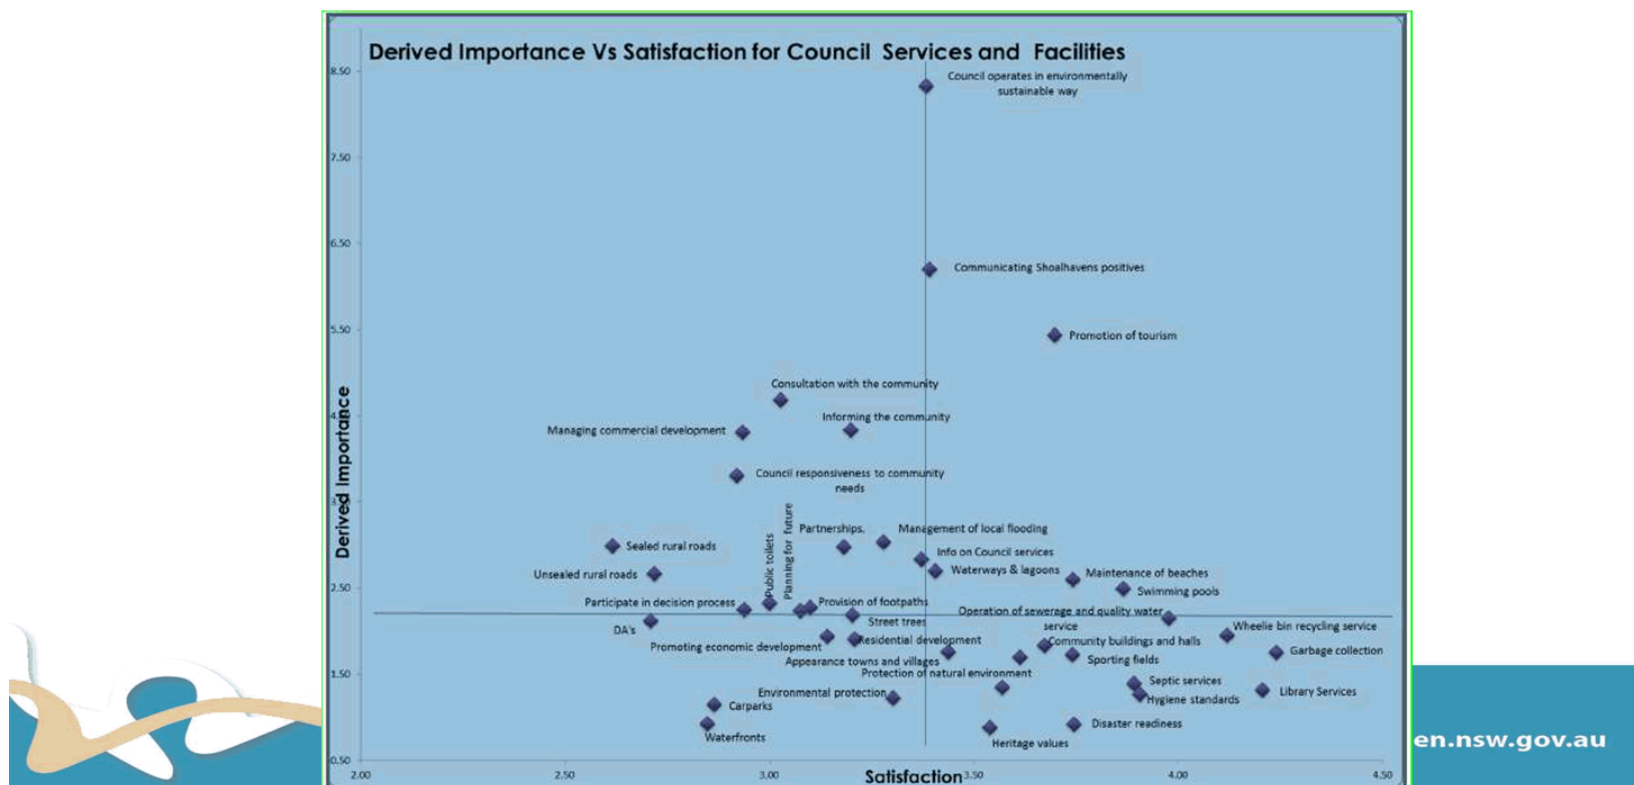 Derived Importance Vs Satisfaction for Council Services and Facilities
8.50
Council operates in environmentally
sustainable way
7.50
6.50
Communicating Shoalhavens positives
5.50
Promotion of tourism
Consultation with the community
Informing the community
Managing commercial development
Council responsiveness to community
needs
Derived Importance
Partnerships.
Management of local flooding
Public toilets
Planning for future
Sealed rural roads
Info on Council services
Unsealed rural roads
Waterways & lagoons
Maintenance of beaches
2.50
Swimming pools
Participate in decision process
Provision of footpaths
Operation of sewerage and quality water
service
Street trees
Wheelie bin recycling service
DA's
Promoting economic development
Residential development
Community buildings and halls
Garbage collection
Appearance towns and villages
Sporting fields
1.50
Protection of natural environment
Septic services
Environmental protection
Hygiene standards
Library Services
Carparks
Disaster readiness
Waterfronts
Heritage values
0.50
2.00
2.50
3.00
Satisfaction
3.50
4.00
4.50
en.nsw.gov.au